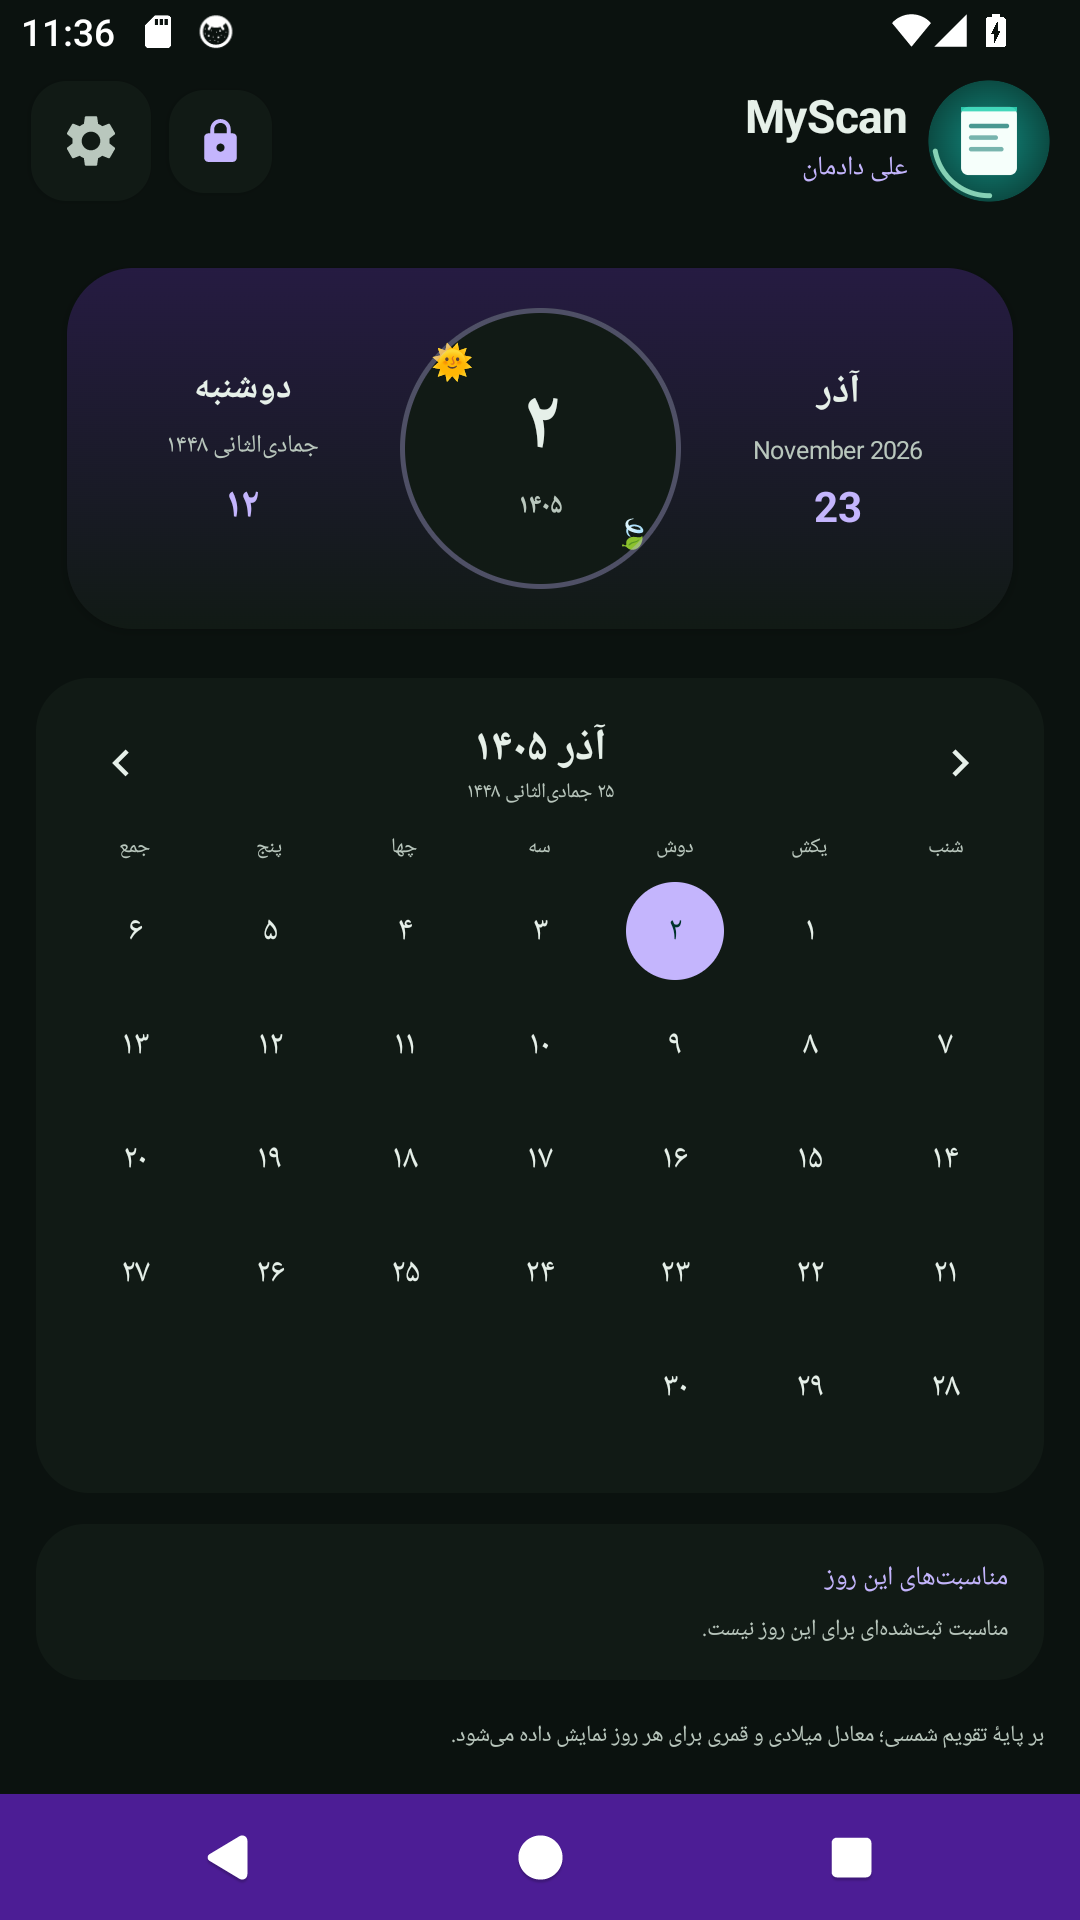 11:36
MyScan
علی دادمان
آذر
November 2026
23
۲
۱۴۰۵
دوشنبه
جمادی‌الثانی ۱۴۴۸
۱۲
آذر ۱۴۰۵
۲۵ جمادی‌الثانی ۱۴۴۸
شنب یکش دوش سه چها پنج جمع
۱ ۲ ۳ ۴ ۵ ۶
۷ ۸ ۹ ۱۰ ۱۱ ۱۲ ۱۳
۱۴ ۱۵ ۱۶ ۱۷ ۱۸ ۱۹ ۲۰
۲۱ ۲۲ ۲۳ ۲۴ ۲۵ ۲۶ ۲۷
۲۸ ۲۹ ۳۰
مناسبت‌های این روز
مناسبت ثبت‌شده‌ای برای این روز نیست.
بر پایهٔ تقویم شمسی؛ معادل میلادی و قمری برای هر روز نمایش داده می‌شود.